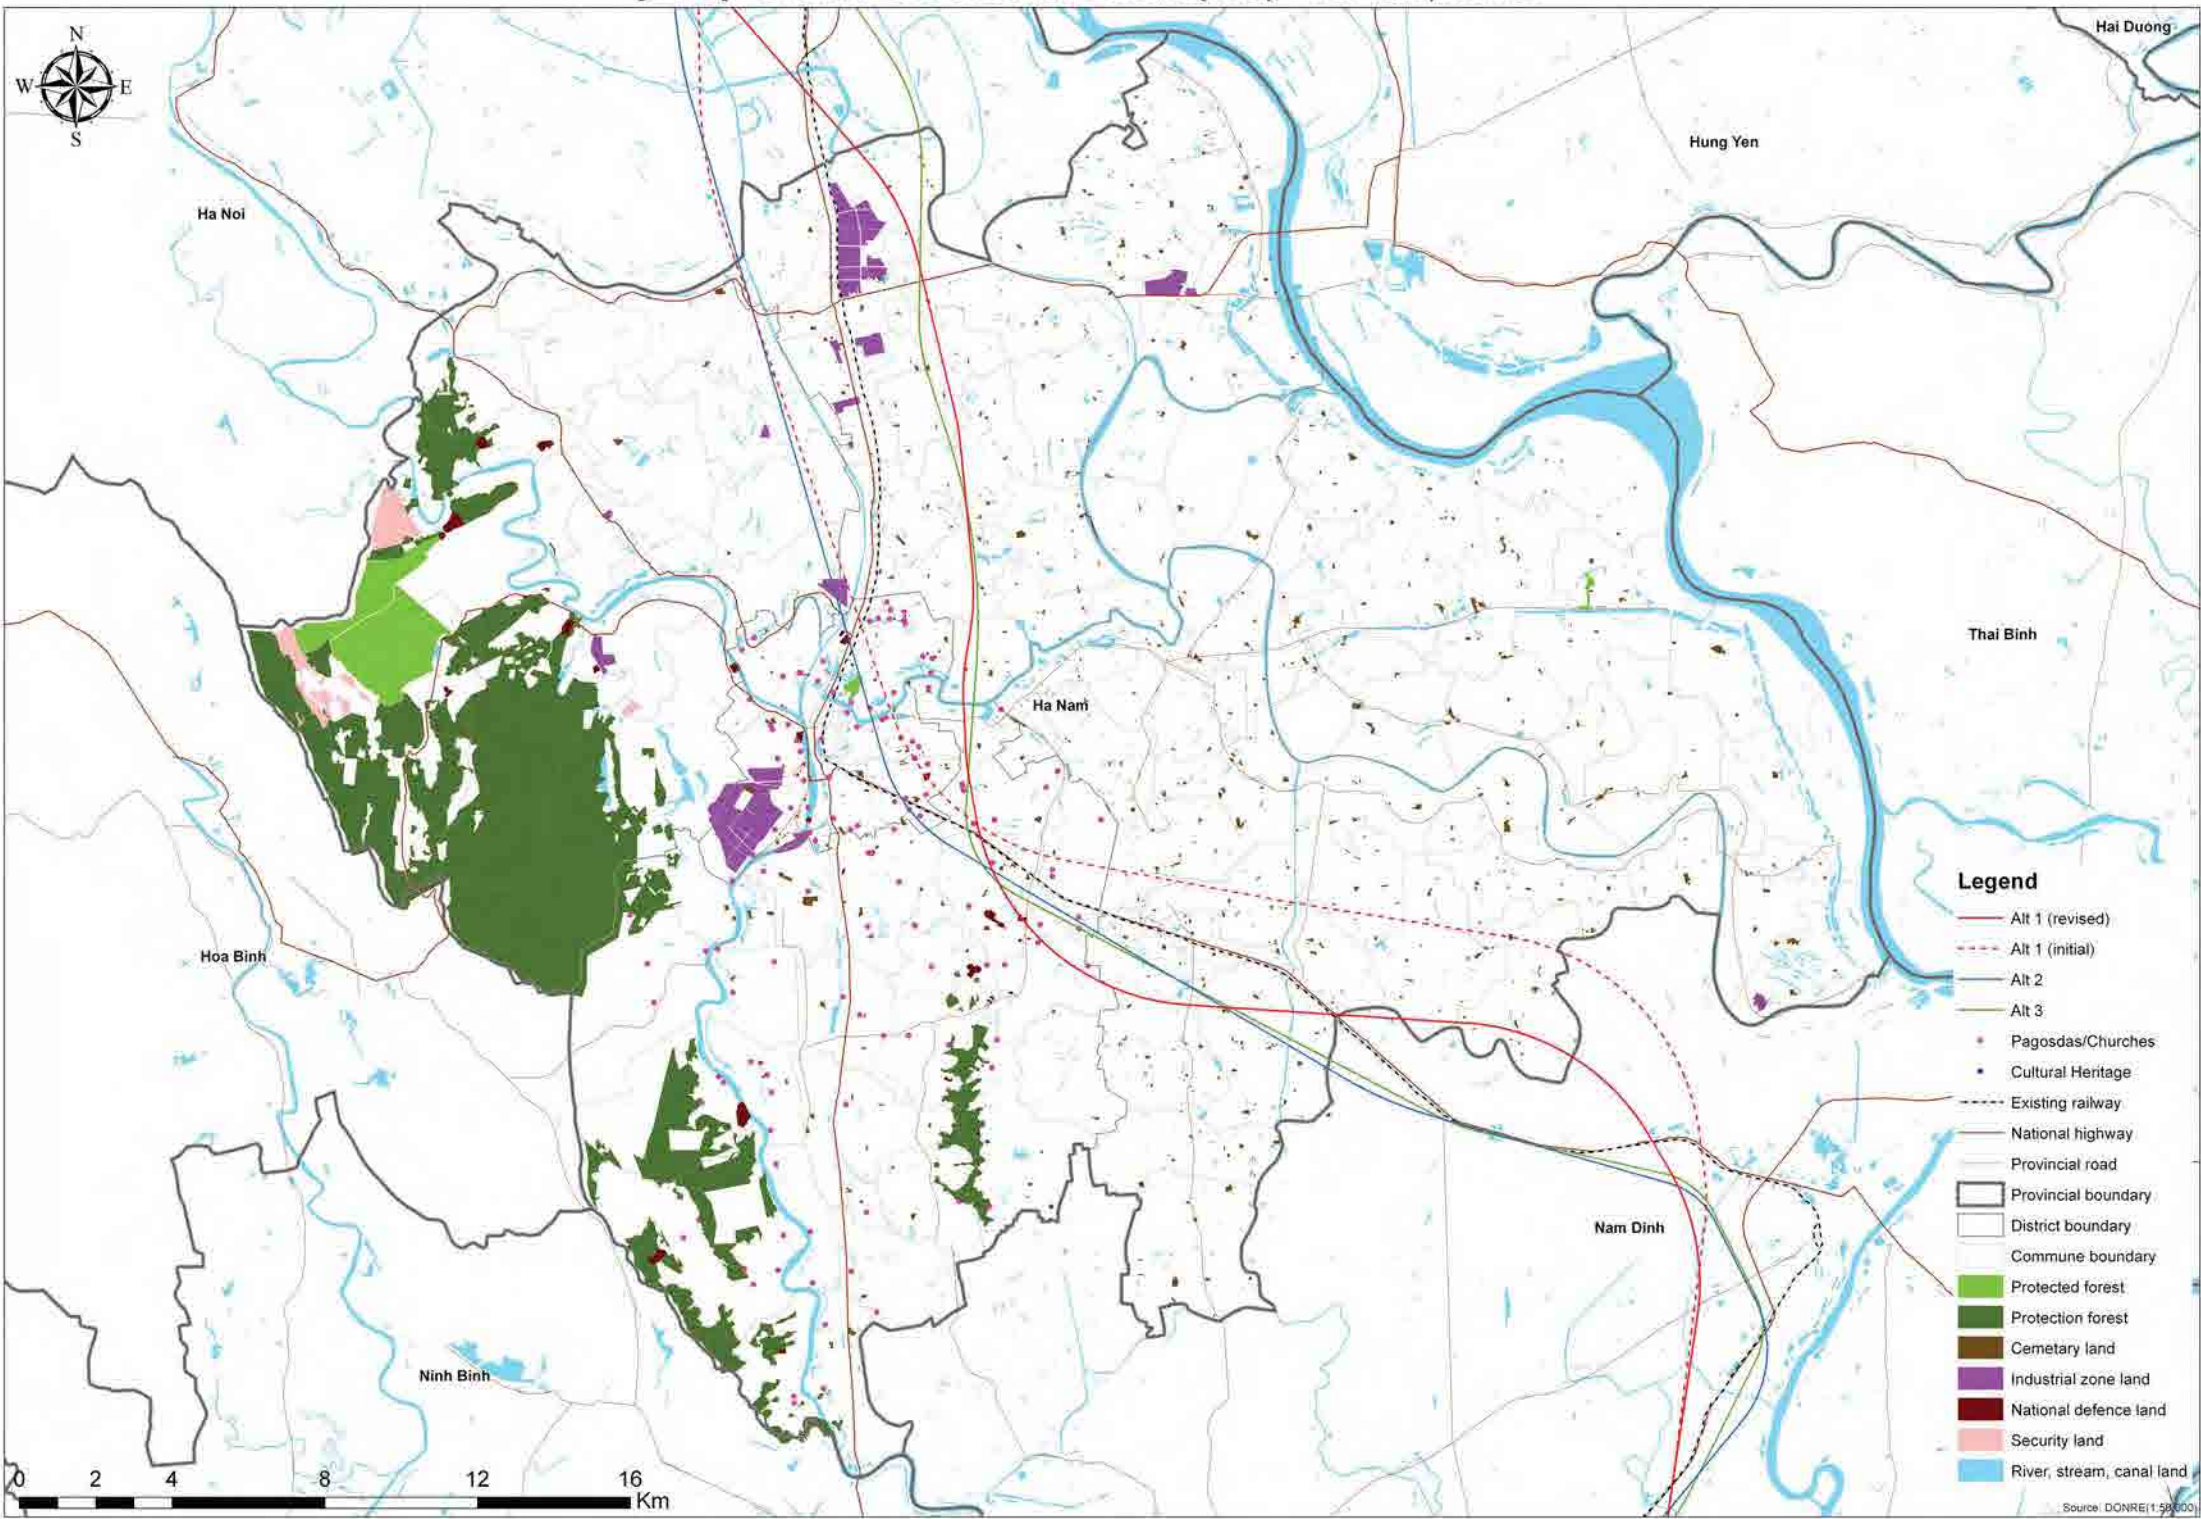 Hai Duong
N
W
E
S
Hung Yen
Ha Noi
Thai Binh
Ha Nam
Hoa Binh
Nam Dinh
Ninh Binh
Legend
Alt 1 (revised)
Alt 1 (initial)
Alt 2
Alt 3
Pagosdas/Churches
Cultural Heritage
Existing railway
National highway
Provincial road
Provincial boundary
District boundary
Commune boundary
Protected forest
Protection forest
Cemetary land
Industrial zone land
National defence land
Security land
River, stream, canal land
0 2 4 8 12 16
Km
Source: DONRE(1:50,000)